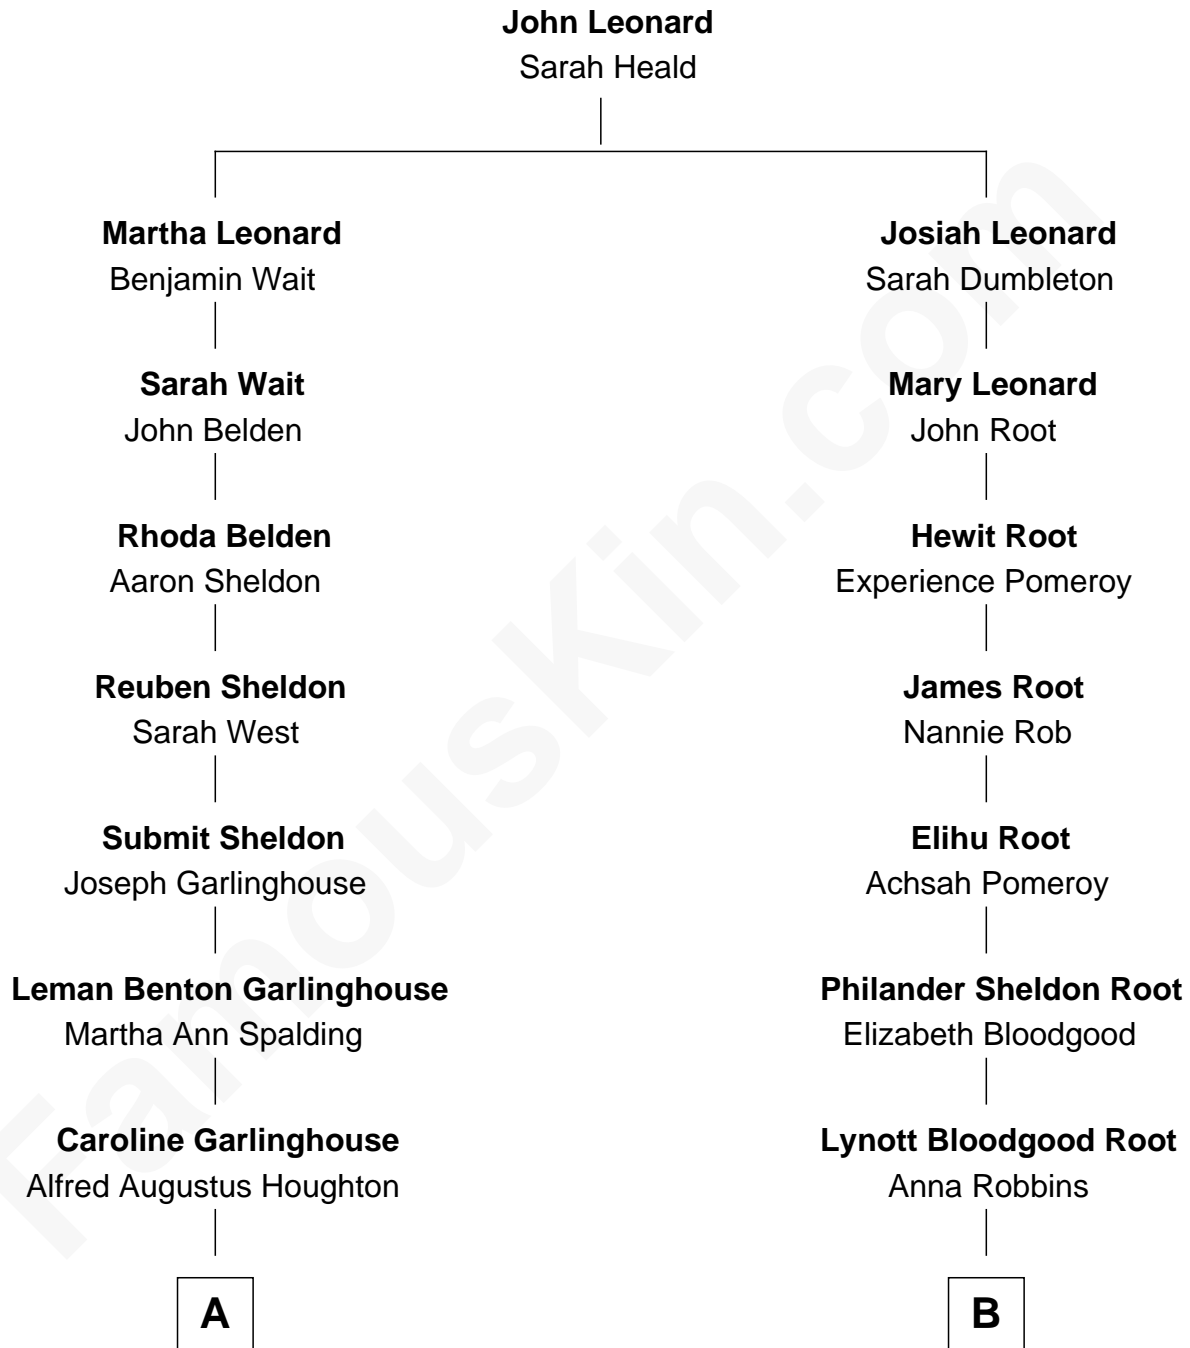 John Leonard
Sarah Heald
Martha Leonard
Benjamin Wait
Josiah Leonard
Sarah Dumbleton
Sarah Wait
John Belden
Mary Leonard
John Root
Rhoda Belden
Aaron Sheldon
Hewit Root
Experience Pomeroy
Reuben Sheldon
Sarah West
James Root
Nannie Rob
Submit Sheldon
Joseph Garlinghouse
Elihu Root
Achsah Pomeroy
Leman Benton Garlinghouse
Martha Ann Spalding
Philander Sheldon Root
Elizabeth Bloodgood
Caroline Garlinghouse
Alfred Augustus Houghton
Lynott Bloodgood Root
Anna Robbins
A
B
FamousKin.com